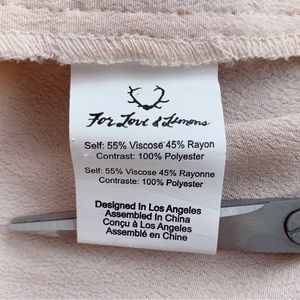 For Love & Lemons
Self: 55% Viscose 45% Rayon
Contrast: 100% Polyester
Self: 55% Viscose 45% Rayonne
Contraste: 100% Polyester
Designed In Los Angeles
Assembled In China
Conçu a Los Angeles
Assemblé en Chine